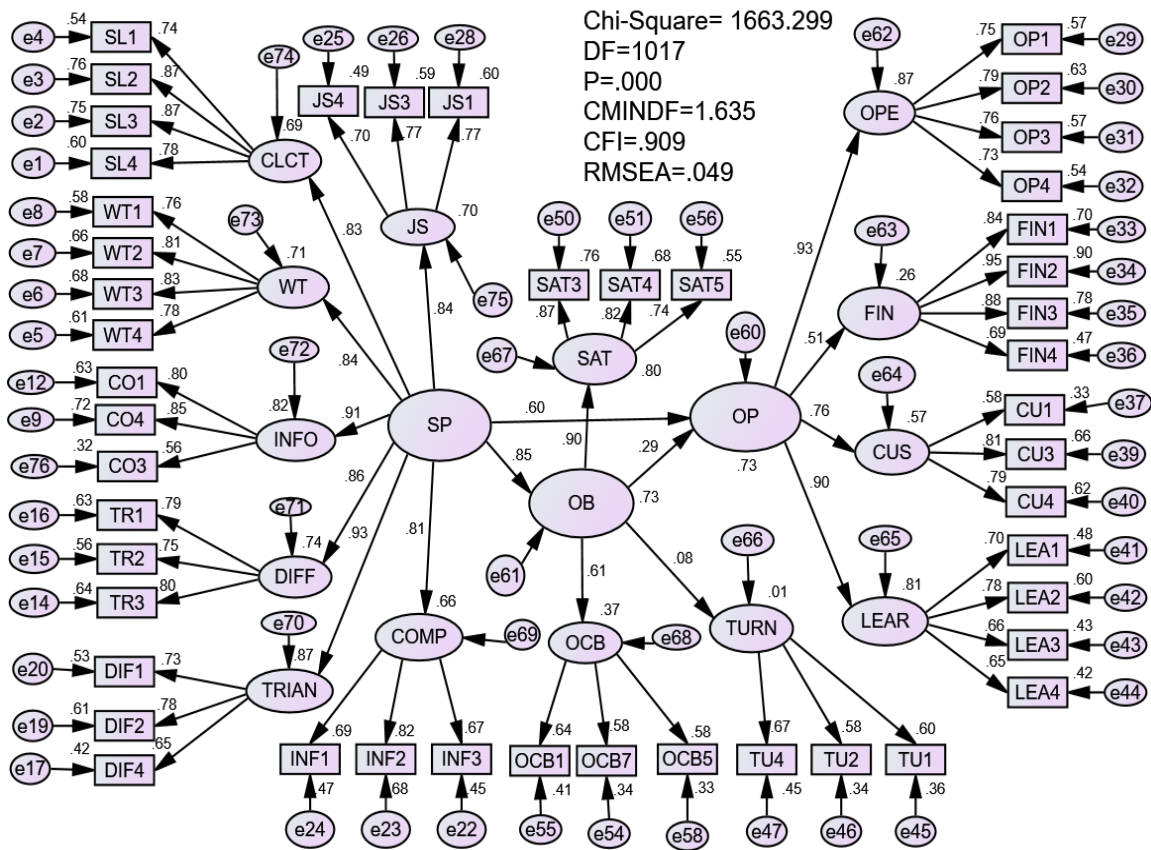 Chi-Square= 1663.299
DF=1017
P=.000
CMINDF=1.635
CFI=.909
RMSEA=.049
e4 .54 SL1 .74
e3 .76 SL2 .87
e2 .75 SL3 .87
e1 .60 SL4 .78
e74 .69 CLCT
e8 .58 WT1 .76
e7 .66 WT2 .81
e6 .68 WT3 .83
e5 .61 WT4 .78
e73 .71 WT
e12 .63 CO1 .80
e9 .72 CO4 .85
e76 .32 CO3 .56
e72 .82 INFO
e16 .63 TR1 .79
e15 .56 TR2 .75
e14 .64 TR3 .80
e71 .74 DIFF
e20 .53 DIF1 .73
e19 .61 DIF2 .78
e17 .42 DIF4 .65
e70 .87 TRIAN
e25 e26 e28
.49 .59 .60
JS4 JS3 JS1
.70 .77 .77
JS .70
e75
.83 .84 .84 .91 .86 .93 .81
SP .60 .85
e50 e51 e56
.76 .68 .55
SAT3 SAT4 SAT5
.87 .82 .74
e67 SAT .80
.90 .29
OB .73
e61
.61 .08
e60 OP .73
.93 .51 .76 .90
.66 COMP e69
.69 .82 .67
INF1 INF2 INF3
.47 .68 .45
e24 e23 e22
.37 OCB e68
.64 .58 .58
OCB1 OCB7 OCB5
.41 .34 .33
e55 e54 e58
e66 .01 TURN
.67 .58 .60
TU4 TU2 TU1
.45 .34 .36
e47 e46 e45
e62 .87 OPE
.75 OP1 .57 e29
.79 OP2 .63 e30
.76 OP3 .57 e31
.73 OP4 .54 e32
e63 .26 FIN
.84 FIN1 .70 e33
.95 FIN2 .90 e34
.88 FIN3 .78 e35
.69 FIN4 .47 e36
e64 .57 CUS
.58 CU1 .33 e37
.81 CU3 .66 e39
.79 CU4 .62 e40
e65 .81 LEAR
.70 LEA1 .48 e41
.78 LEA2 .60 e42
.66 LEA3 .43 e43
.65 LEA4 .42 e44